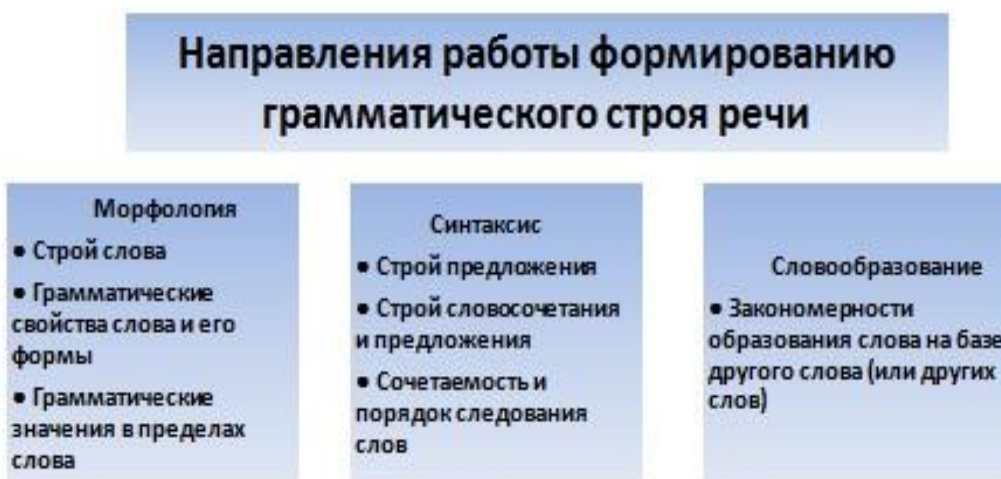 Направления работы формированию
грамматического строя речи
Морфология
● Строй слова
● Грамматические
свойства слова и его
формы
● Грамматические
значения в пределах
слова
Синтаксис
● Строй предложения
● Строй словосочетания
и предложения
● Сочетаемость и
порядок следования
слов
Словообразование
● Закономерности
образования слова на базе
другого слова (или других
слов)